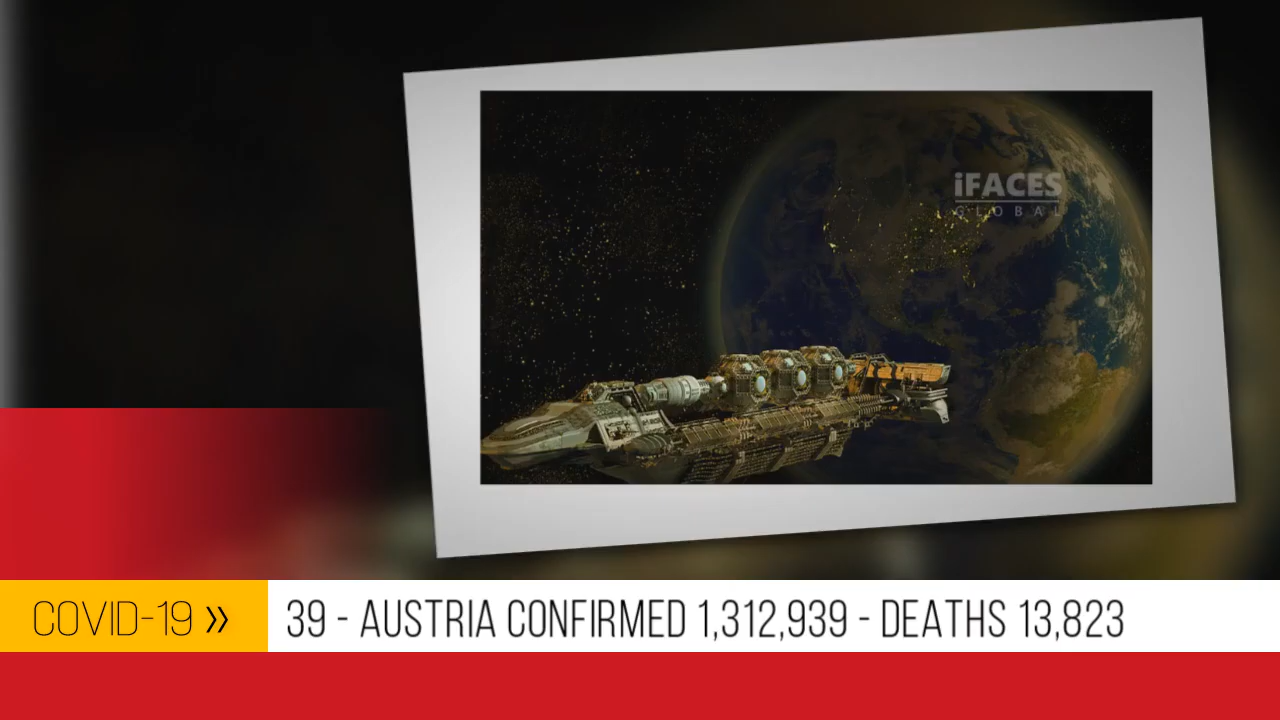 iFACES
GLOBAL
COVID-19 »
39 - AUSTRIA CONFIRMED 1,312,939 - DEATHS 13,823